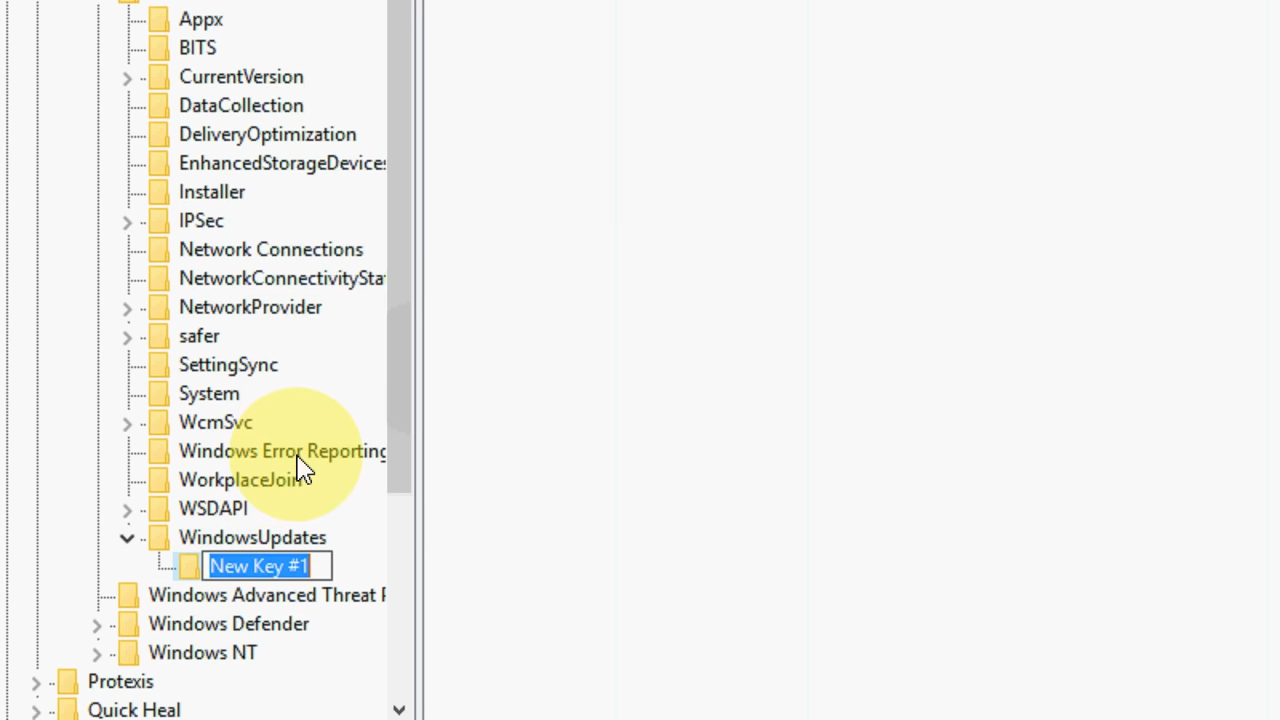 Appx
BITS
CurrentVersion
DataCollection
DeliveryOptimization
EnhancedStorageDevices
Installer
IPSec
Network Connections
NetworkConnectivitySta
NetworkProvider
safer
SettingSync
System
WcmSvc
Windows Error Reporting
WorkplaceJoin
WSDAPI
WindowsUpdates
New Key #1
Windows Advanced Threat P
Windows Defender
Windows NT
Protexis
Quick Heal